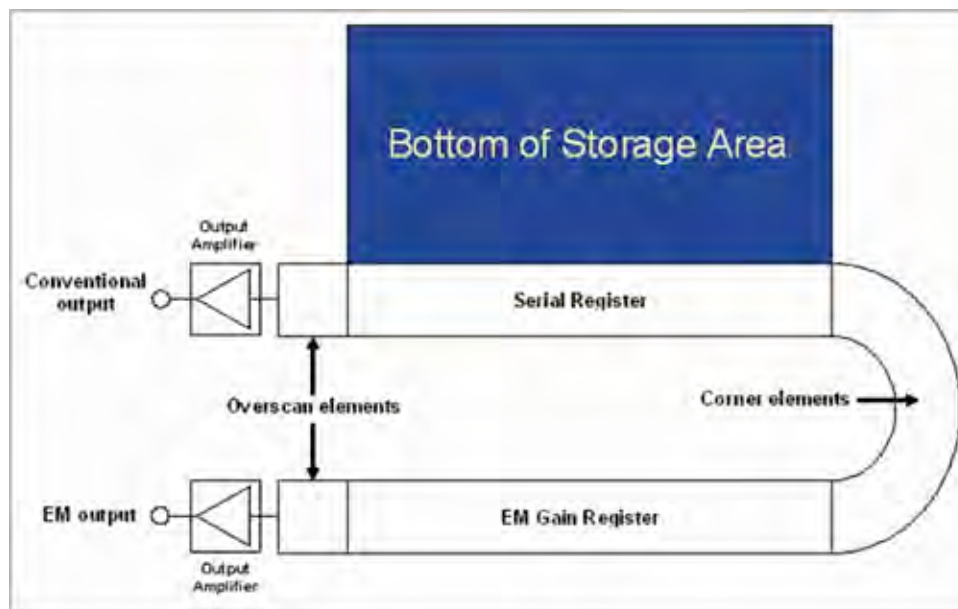 Bottom of Storage Area
Output
Amplifier
Conventional
output
Serial Register
Overscan elements
Corner elements
EM output
EM Gain Register
Output
Amplifier